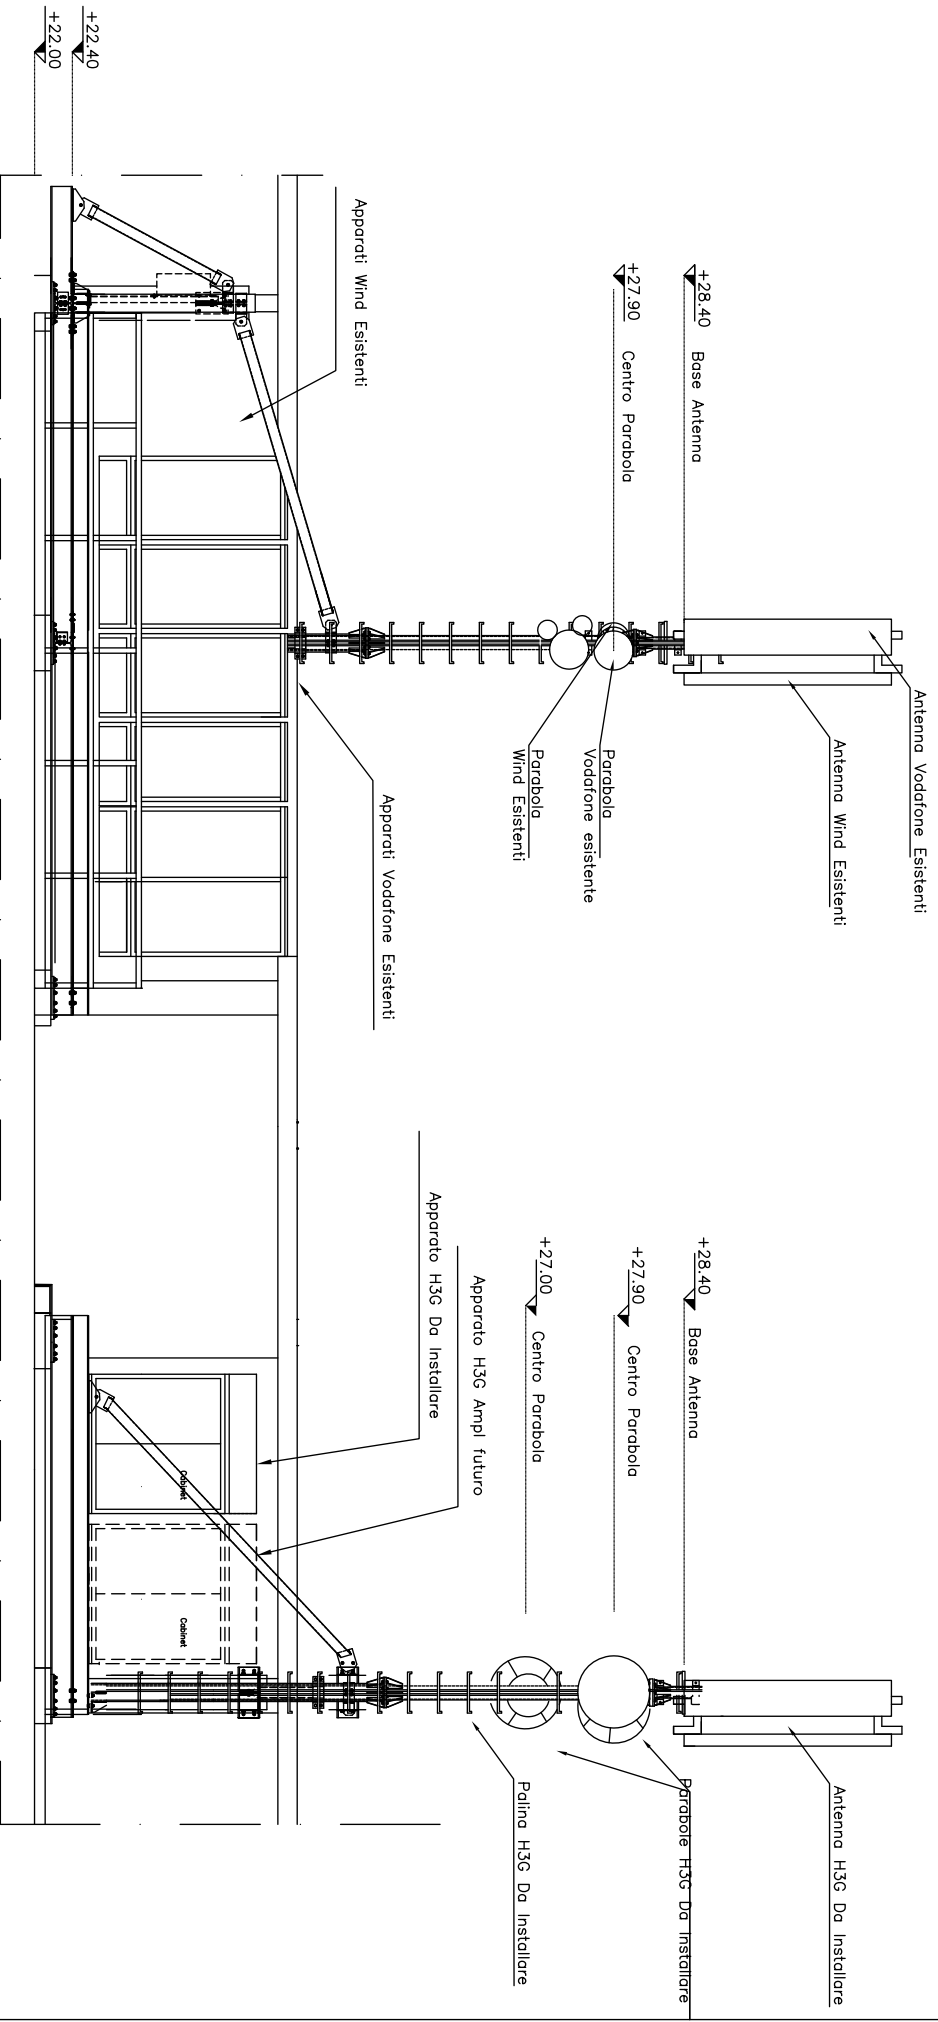 +22.00
+22.40
Apparati Wind Esistenti
+27.90
Centro Parabola
+28.40
Base Antenna
Antenna Vodafone Esistenti
Antenna Wind Esistenti
Parabola
Vodafone esistente
Parabola
Wind Esistenti
Apparati Vodafone Esistenti
Apparato H3G Da Installare
Apparato H3G Ampl futuro
+27.00
Centro Parabola
+27.90
Centro Parabola
+28.40
Base Antenna
Cabinet
Cabinet
Antenna H3G Da Installare
Parabole H3G Da Installare
Palina H3G Da Installare